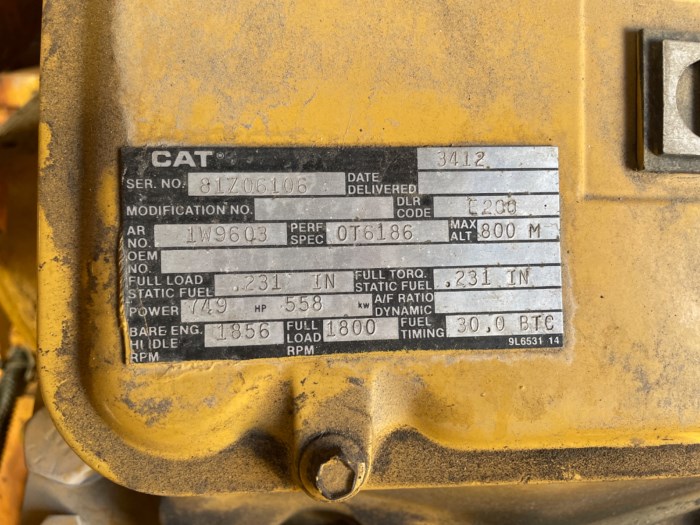 CAT 3412
SER. NO. 81Z06106 DATE DELIVERED
MODIFICATION NO. DLR CODE E200
AR NO. 1W9603 PERF SPEC 0T6186 MAX ALT 800 M
OEM NO.
FULL LOAD STATIC FUEL .231 IN FULL TORQ. STATIC FUEL .231 IN
POWER 749 HP 558 KW A/F RATIO DYNAMIC
BARE ENG. HI IDLE RPM 1856 FULL LOAD RPM 1800 FUEL TIMING 30.0 BTC
9L6531 14